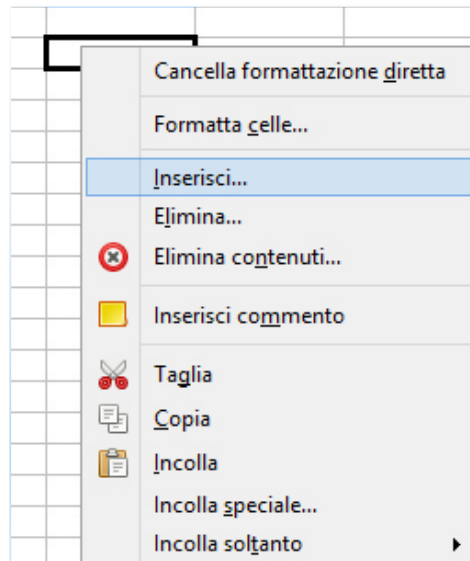 Cancella formattazione diretta
Formatta celle...
Inserisci...
Elimina...
Elimina contenuti...
Inserisci commento
Taglia
Copia
Incolla
Incolla speciale...
Incolla soltanto